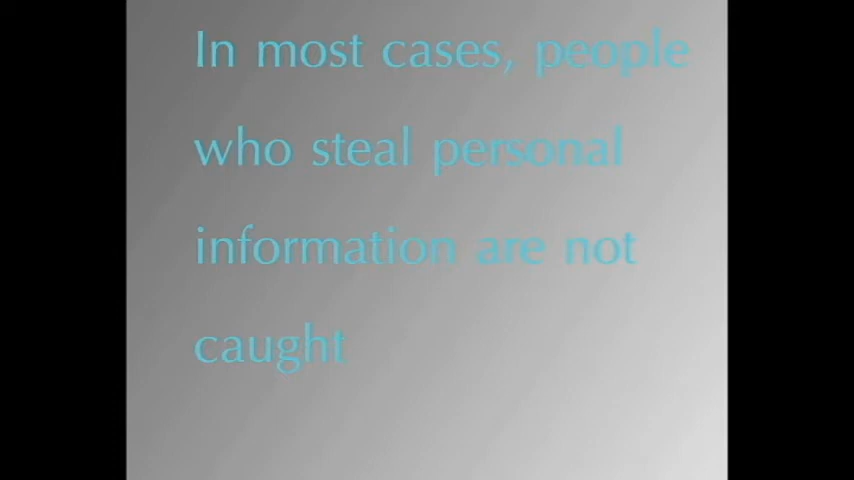 In most cases, people
who steal personal
information are not
caught